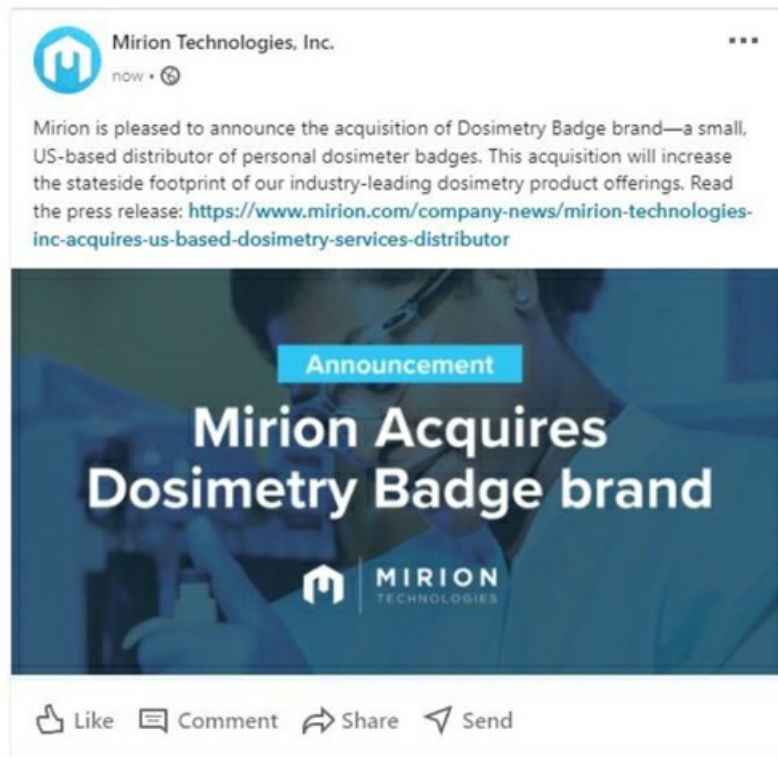 Mirion Technologies, Inc.
now •
Mirion is pleased to announce the acquisition of Dosimetry Badge brand—a small,
US-based distributor of personal dosimeter badges. This acquisition will increase
the stateside footprint of our industry-leading dosimetry product offerings. Read
the press release: https://www.mirion.com/company-news/mirion-technologies-
inc-acquires-us-based-dosimetry-services-distributor
Announcement
Mirion Acquires
Dosimetry Badge brand
MIRION
TECHNOLOGIES
Like Comment Share Send